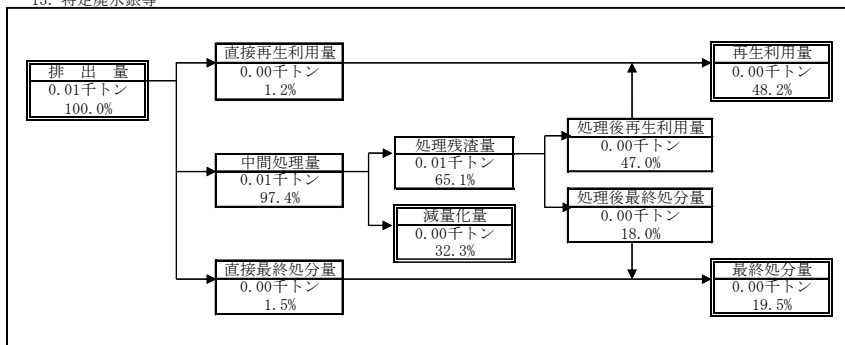 13. 特定廃水銀等
直接再生利用量
0.00千トン
1.2%
再生利用量
0.00千トン
48.2%
排　出　量
0.01千トン
100.0%
処理後再生利用量
0.00千トン
47.0%
処理残渣量
0.01千トン
65.1%
中間処理量
0.01千トン
97.4%
処理後最終処分量
0.00千トン
18.0%
減量化量
0.00千トン
32.3%
直接最終処分量
0.00千トン
1.5%
最終処分量
0.00千トン
19.5%